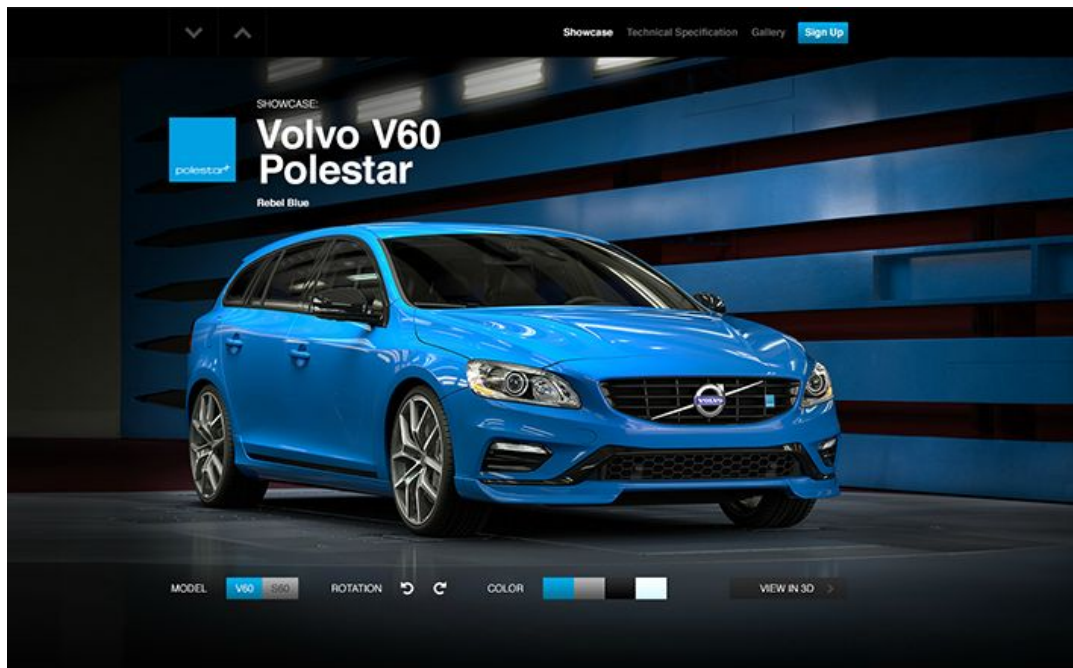 Showcase Technical Specification Gallery Sign Up
SHOWCASE:
Volvo V60
Polestar
Rebel Blue
polestar+
VOLVO
MODEL V60 S60 ROTATION COLOR VIEW IN 3D